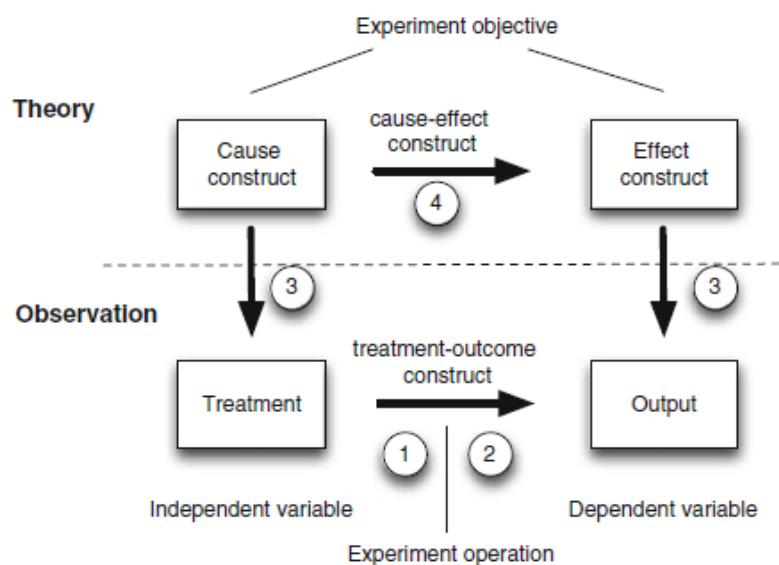 Experiment objective
Theory
cause-effect
construct
Cause
construct
Effect
construct
4
3
3
Observation
treatment-outcome
construct
Treatment
Output
1
2
Independent variable
Dependent variable
Experiment operation